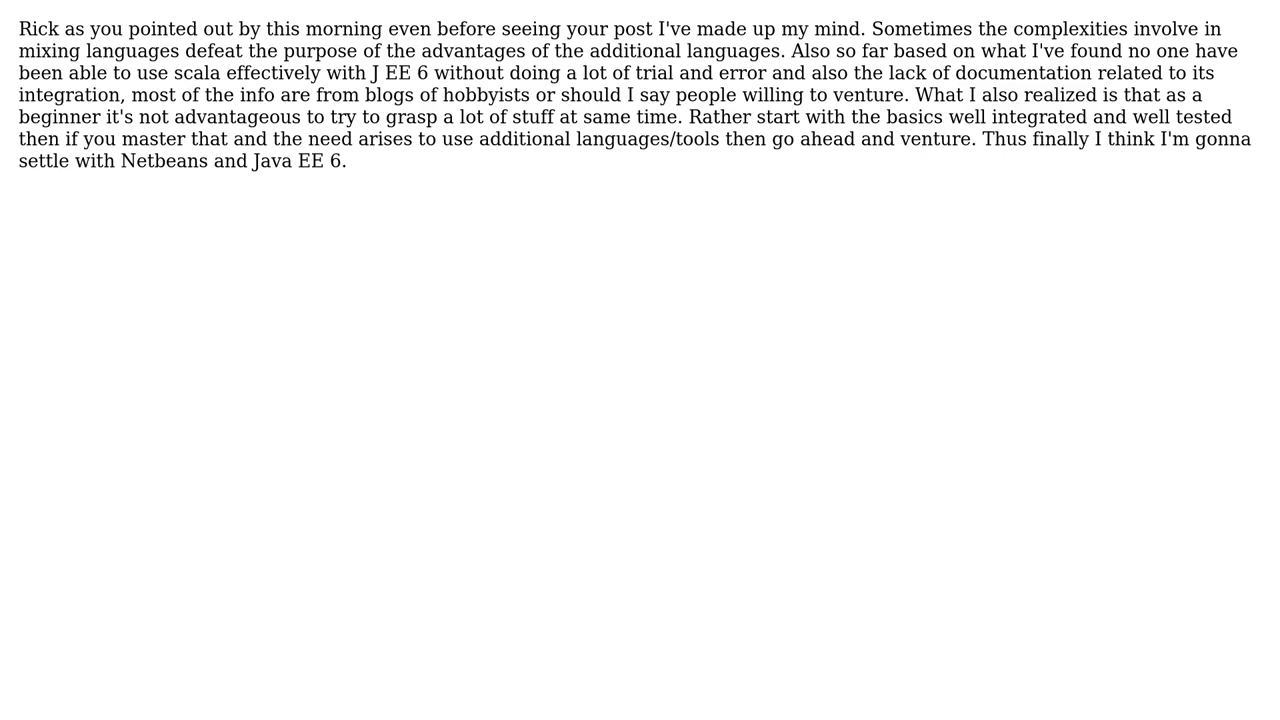 Rick as you pointed out by this morning even before seeing your post I've made up my mind. Sometimes the complexities involve in
mixing languages defeat the purpose of the advantages of the additional languages. Also so far based on what I've found no one have
been able to use scala effectively with J EE 6 without doing a lot of trial and error and also the lack of documentation related to its
integration, most of the info are from blogs of hobbyists or should I say people willing to venture. What I also realized is that as a
beginner it's not advantageous to try to grasp a lot of stuff at same time. Rather start with the basics well integrated and well tested
then if you master that and the need arises to use additional languages/tools then go ahead and venture. Thus finally I think I'm gonna
settle with Netbeans and Java EE 6.